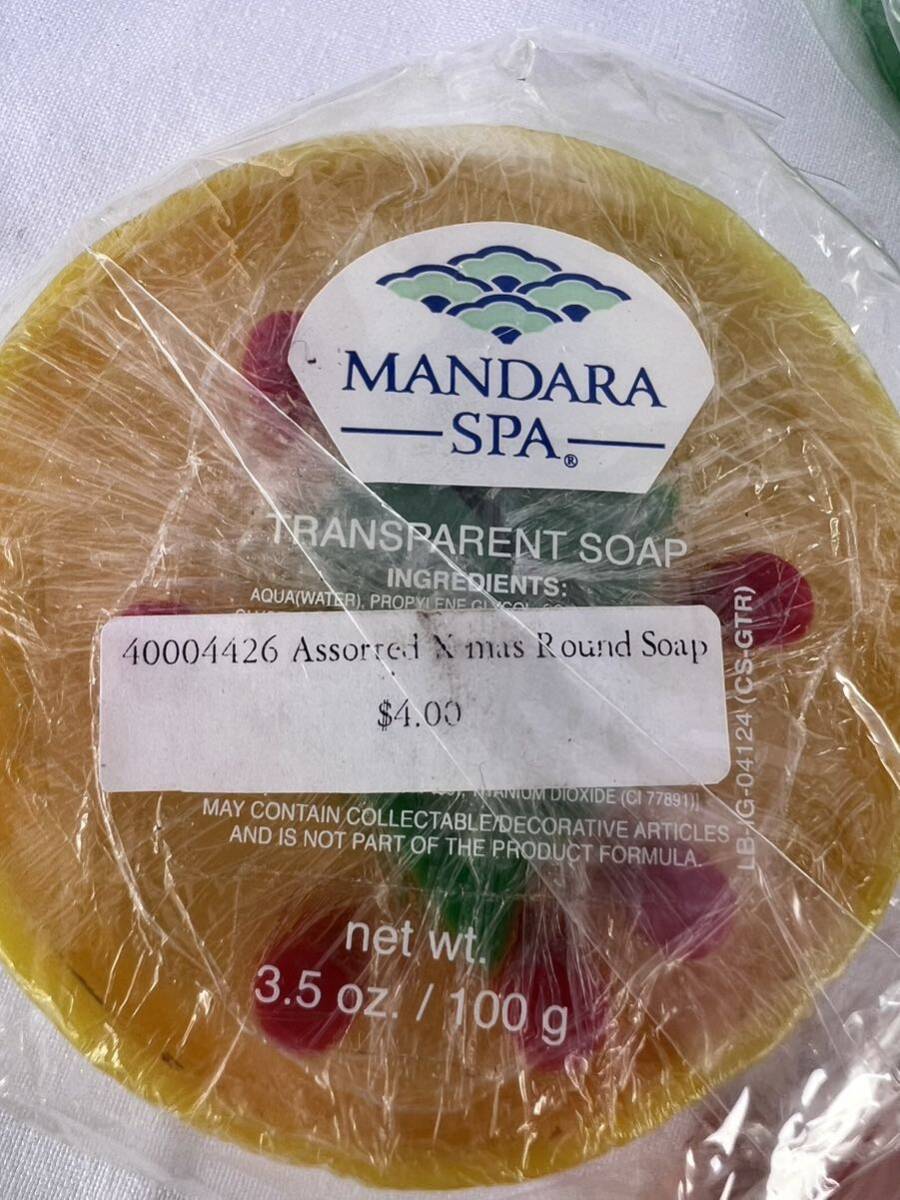 MANDARA
SPA®
TRANSPARENT SOAP
INGREDIENTS:
AQUA(WATER), PROPYLENE
40004426 Assorted X-mas Round Soap
$4.00
TITANIUM DIOXIDE (CI 77891)]
MAY CONTAIN COLLECTABLE/DECORATIVE ARTICLES
AND IS NOT PART OF THE PRODUCT FORMULA.
net wt.
3.5 oz. / 100 g
LB-IG-04124 (CS-GTR)